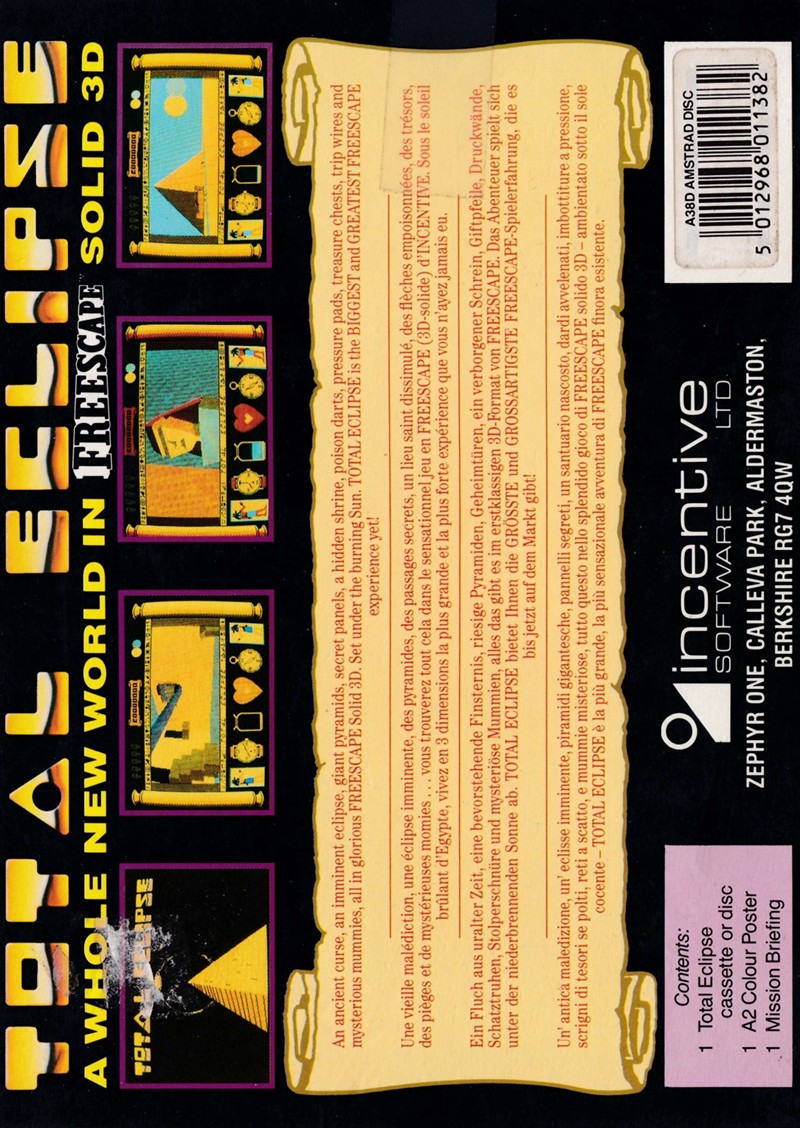 TOTAL ECLIPSE
A WHOLE NEW WORLD IN FREESCAPE SOLID 3D
TOTAL ECLIPSE
An ancient curse, an imminent eclipse, giant pyramids, secret panels, a hidden shrine, poison darts, pressure pads, treasure chests, trip wires and
mysterious mummies, all in glorious FREESCAPE Solid 3D. Set under the burning Sun. TOTAL ECLIPSE is the BIGGEST and GREATEST FREESCAPE
experience yet!
Une vieille malédiction, une éclipse imminente, des pyramides, des passages secrets, un lieu saint dissimulé, des flèches empoisonnées, des trésors,
des pièges et de mystérieuses momies . . . vous trouverez tout cela dans le sensationnel jeu en FREESCAPE (3D-solide) d'INCENTIVE. Sous le soleil
brûlant d'Egypte, vivez en 3 dimensions la plus grande et la plus forte expérience que vous n'ayez jamais eu.
Ein Fluch aus uralter Zeit, eine bevorstehende Finsternis, riesige Pyramiden, Geheimtüren, ein verborgener Schrein, Giftpfeile, Druckwände,
Schatztruhen, Stolperschnüre und mysteriöse Mummien, alles das gibt es im erstklassigen 3D-Format von FREESCAPE. Das Abenteuer spielt sich
unter der niederbrennenden Sonne ab. TOTAL ECLIPSE bietet Ihnen die GRÖSSTE und GROSSARTIGSTE FREESCAPE-Spielerfahrung, die es
bis jetzt auf dem Markt gibt!
Un' antica maledizione, un' eclisse imminente, piramidi gigantesche, pannelli segreti, un santuario nascosto, dardi avvelenati, imbottiture a pressione,
scrigni di tesori se polti, reti a scatto, e mummie misteriose, tutto questo nello splendido gioco di FREESCAPE solido 3D – ambientato sotto il sole
cocente – TOTAL ECLIPSE è la più grande, la più sensazionale avventura di FREESCAPE finora esistente.
Contents:
1 Total Eclipse
cassette or disc
1 A2 Colour Poster
1 Mission Briefing
incentive
SOFTWARE LTD.
ZEPHYR ONE, CALLEVA PARK, ALDERMASTON,
BERKSHIRE RG7 4QW
A38D AMSTRAD DISC
5 012968 011382